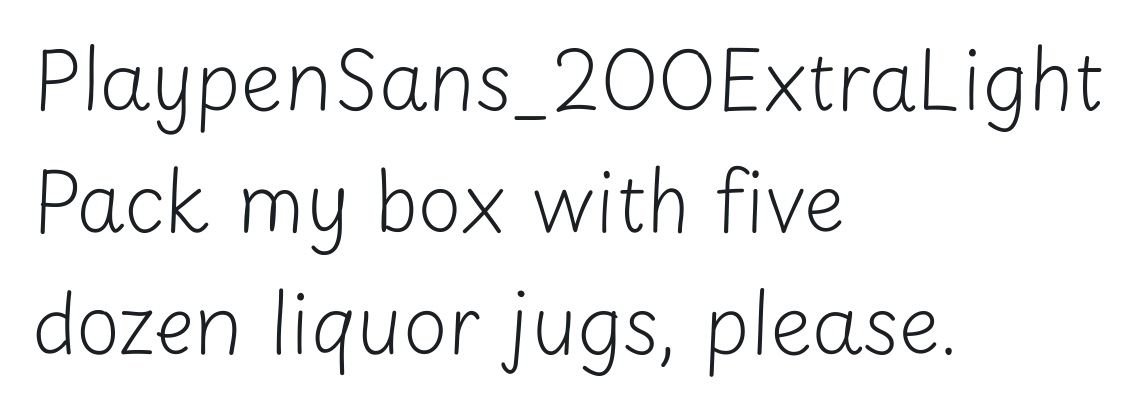 PlaypenSans_200ExtraLight
Pack my box with five
dozen liquor jugs, please.